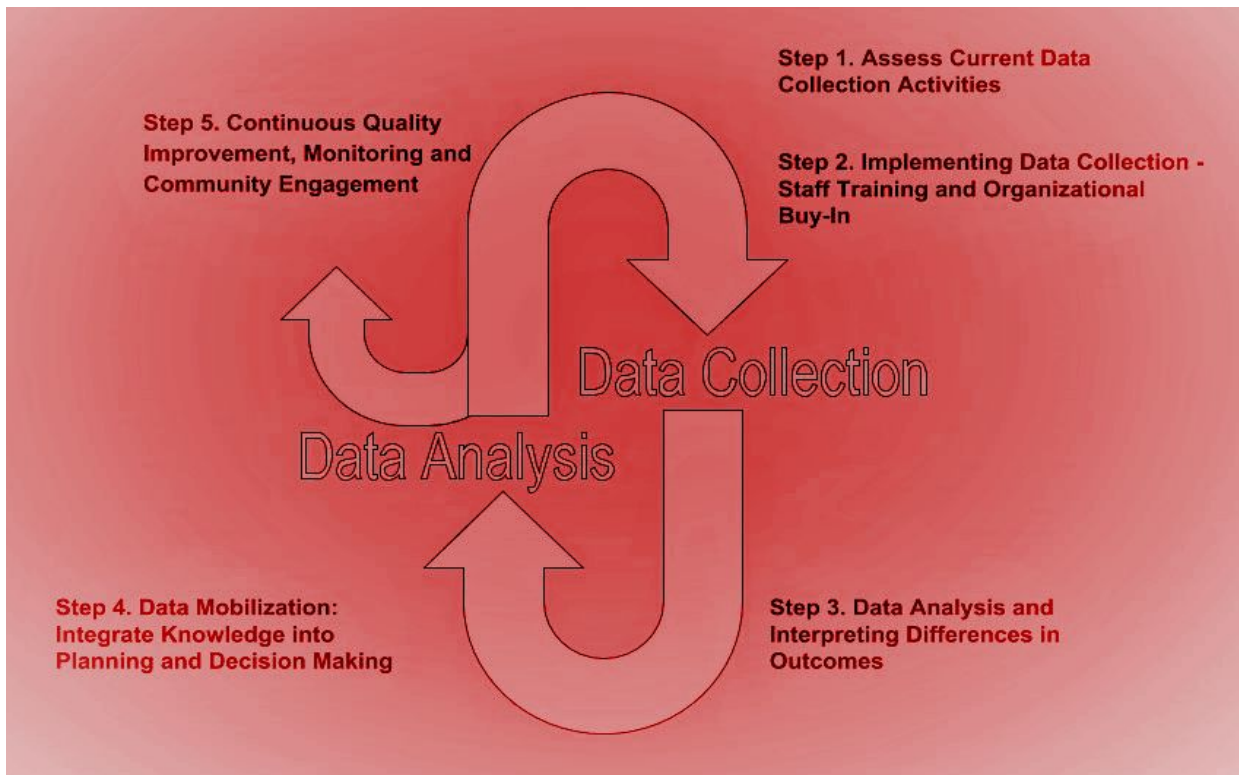 Step 1. Assess Current Data
Collection Activities
Step 2. Implementing Data Collection -
Staff Training and Organizational
Buy-In
Step 5. Continuous Quality
Improvement, Monitoring and
Community Engagement
Data Collection
Data Analysis
Step 4. Data Mobilization:
Integrate Knowledge into
Planning and Decision Making
Step 3. Data Analysis and
Interpreting Differences in
Outcomes